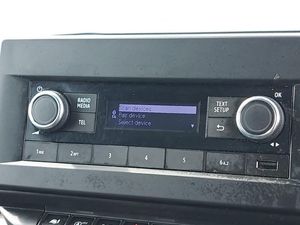 RADIO
MEDIA
TEL
Scan devices
Pair device
Select device
TEXT
SETUP
OK
1
2
3
4
5
6